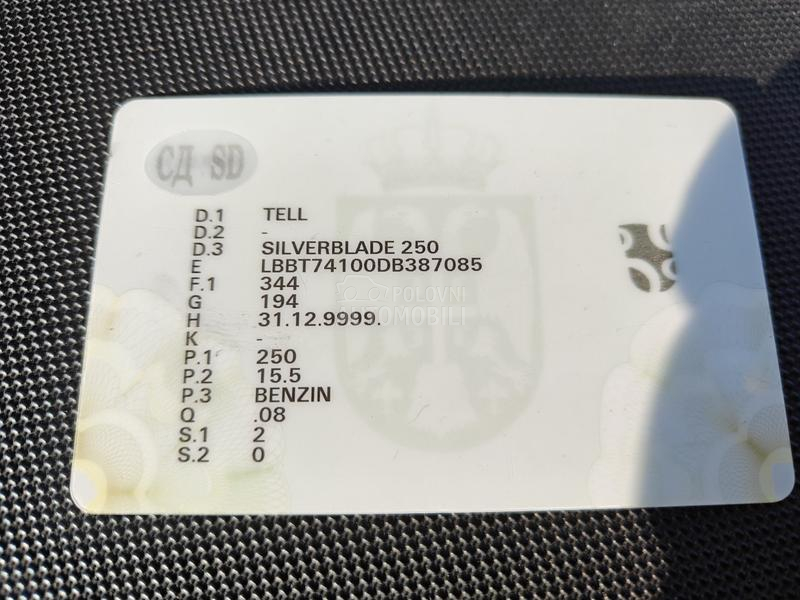 СД SD
D.1 TELL
D.2 -
D.3 SILVERBLADE 250
E LBBT74100DB387085
F.1 344
G 194
H 31.12.9999.
K -
P.1 250
P.2 15.5
P.3 BENZIN
Q .08
S.1 2
S.2 0
POLOVNI
AUTOMOBILI